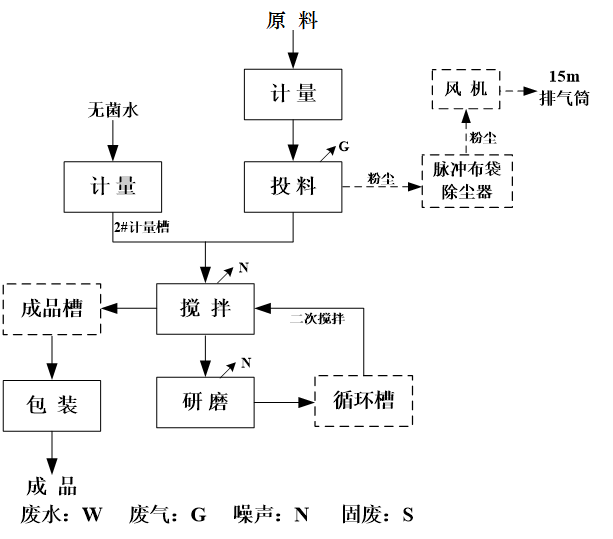 原 料
计 量
风 机
15m
排气筒
无菌水
粉尘
G
计 量
投 料
粉尘
脉冲布袋
除尘器
2#计量槽
N
成品槽
搅 拌
二次搅拌
N
包 装
研 磨
循环槽
成 品
废水：W 废气：G 噪声：N 固废：S